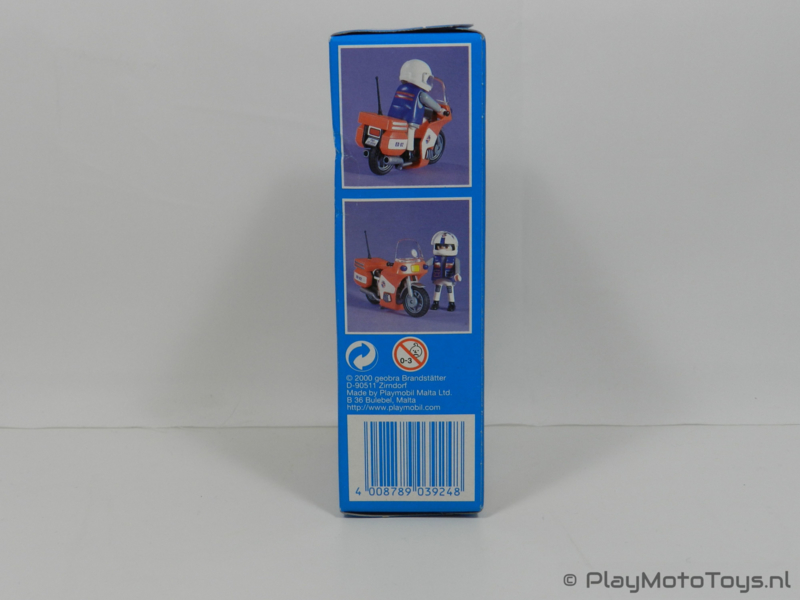 0-3
© 2000 geobra Brandstätter
D-90511 Zirndorf
Made by Playmobil Malta Ltd.
B 36 Bulebel, Malta
http://www.playmobil.com
4 008789 039248
© PlayMotoToys.nl